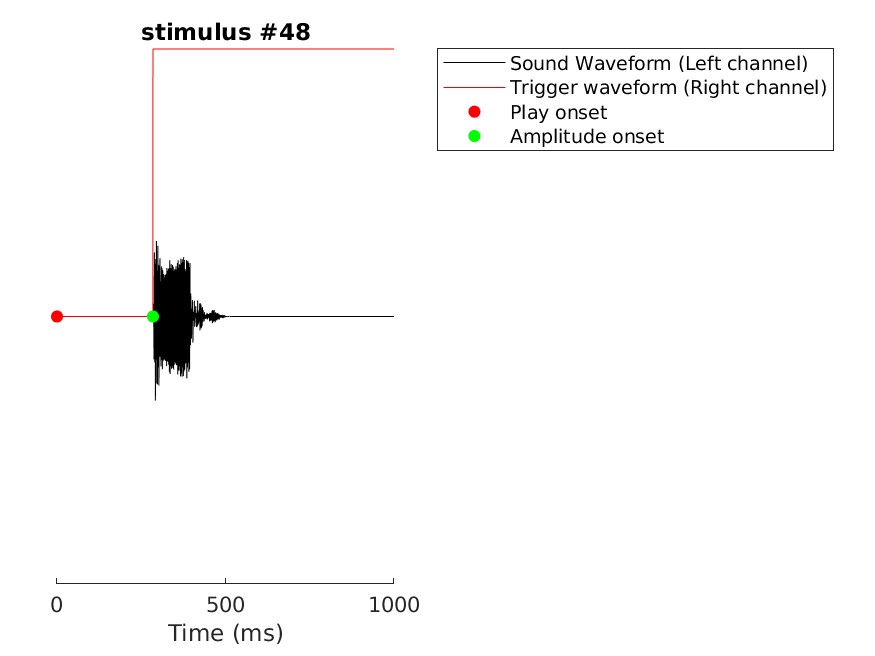 stimulus #48
Sound Waveform (Left channel)
Trigger waveform (Right channel)
Play onset
Amplitude onset
0 500 1000
Time (ms)